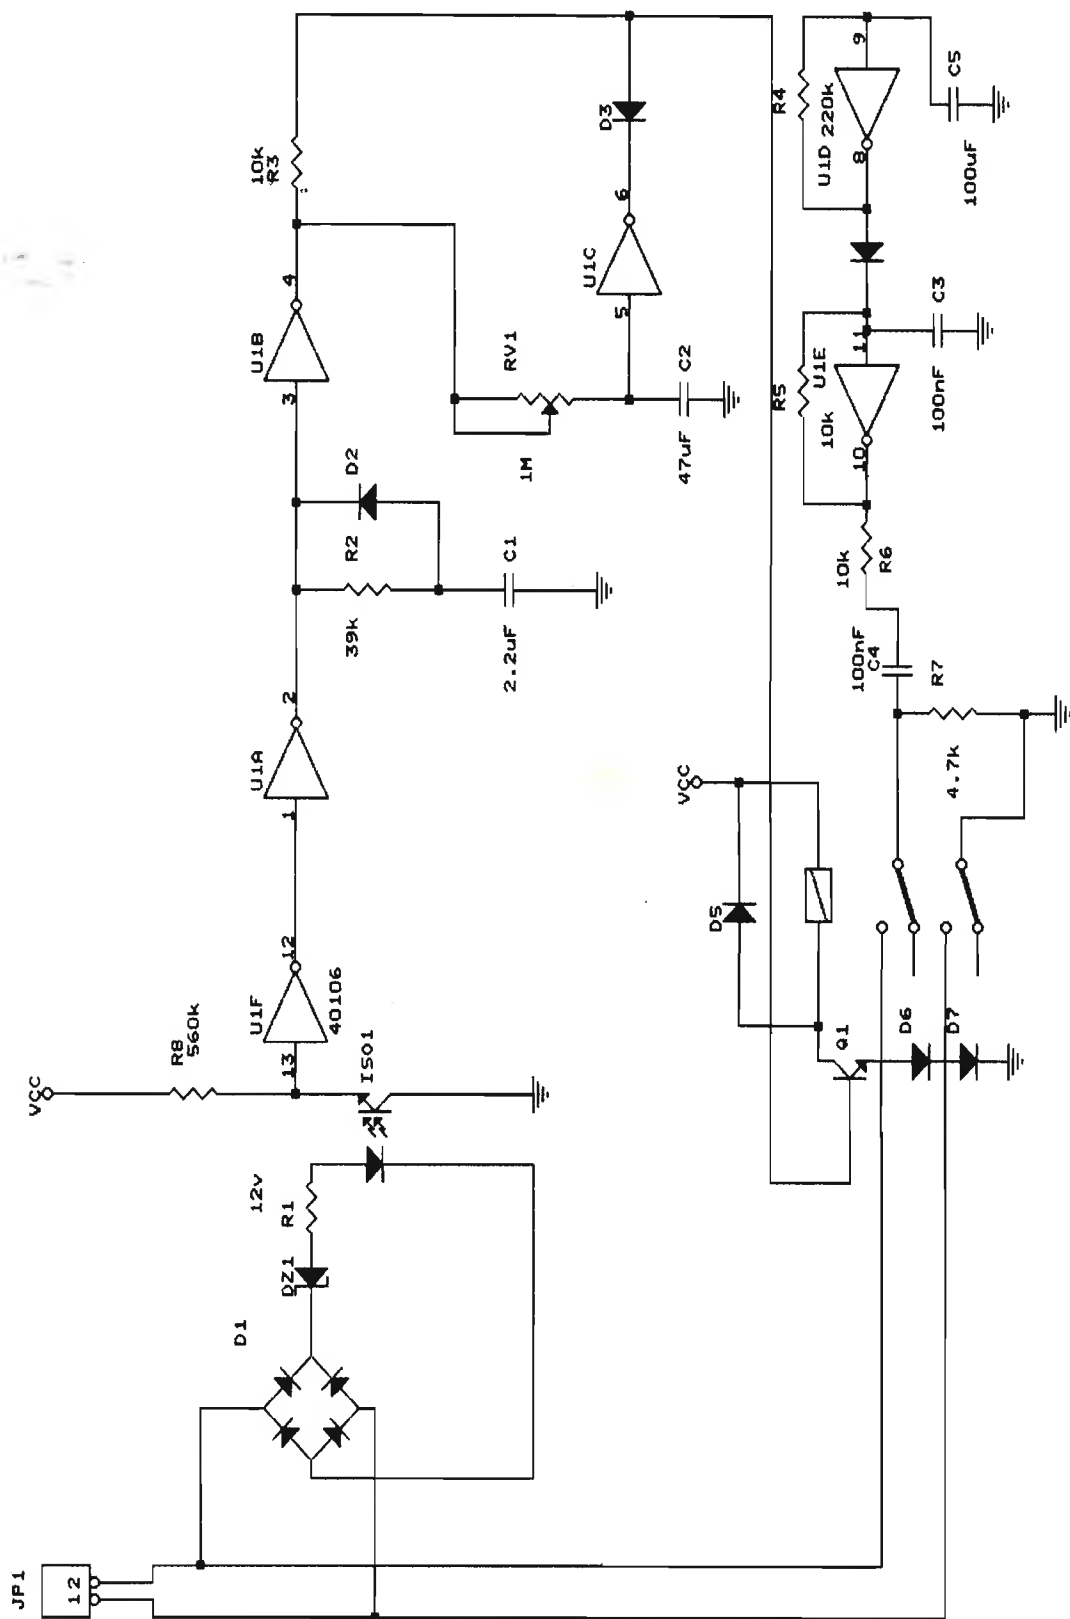 JP1
1 2
D1
DZ1
R1
12v
VCC
R8
560k
ISO1
13
U1F
12
40106
1
U1A
2
39k
R2
D2
2.2uF
C1
3
U1B
4
10k
R3
1M
RV1
47uF
C2
5
U1C
6
D3
VCC
D5
Q1
D6
D7
4.7k
R7
100nF
C4
10k
R6
10
U1E
11
R5
10k
100nF
C3
8
U1D
9
R4
220k
100uF
C5